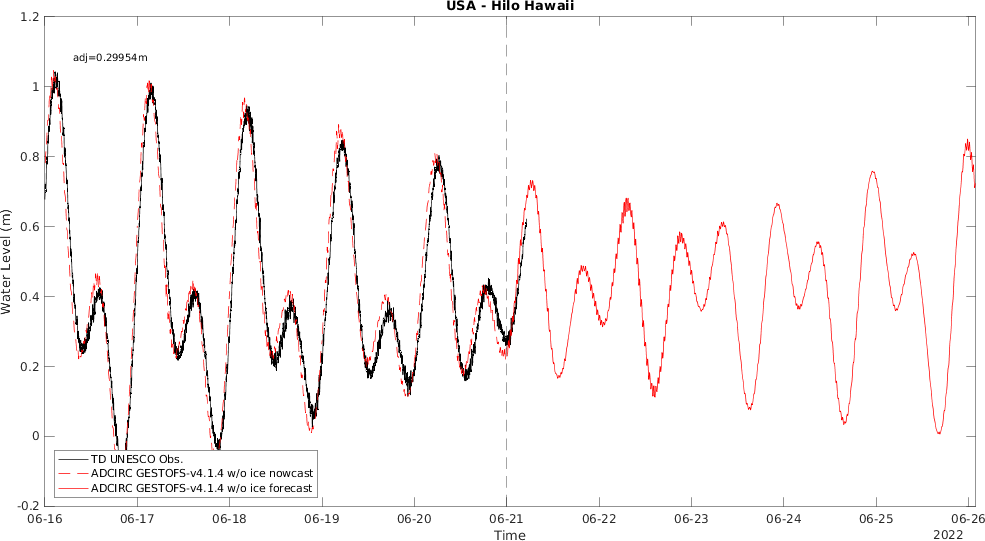 USA - Hilo Hawaii
1.2
adj=0.29954m
1
0.8
0.6
0.4
0.2
0
-0.2
Water Level (m)
TD UNESCO Obs.
ADCIRC GESTOFS-v4.1.4 w/o ice nowcast
ADCIRC GESTOFS-v4.1.4 w/o ice forecast
06-16 06-17 06-18 06-19 06-20 06-21 06-22 06-23 06-24 06-25 06-26
Time
2022